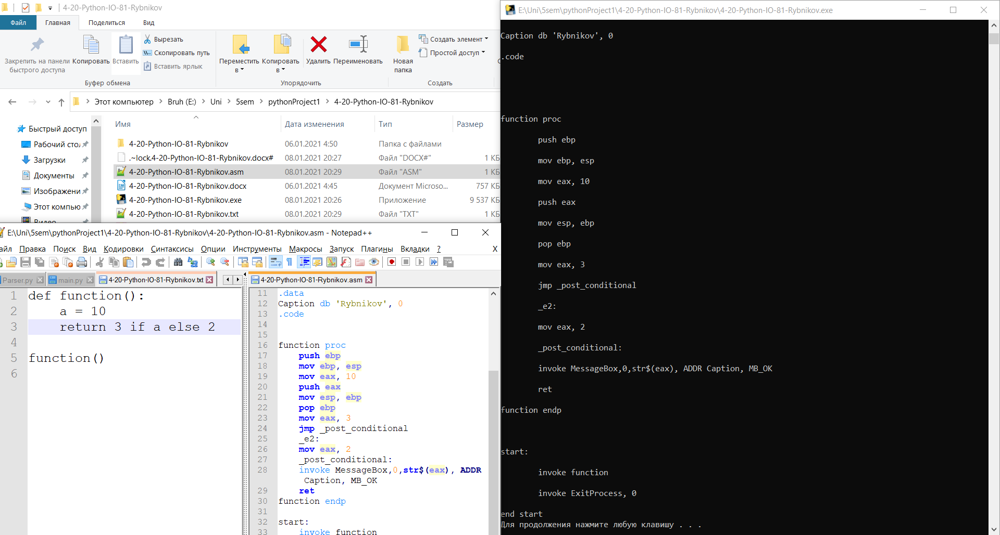 4-20-Python-IO-81-Rybnikov
Файл Главная Поделиться Вид
Закрепить на панели быстрого доступа
Копировать
Вставить
Вырезать
Скопировать путь
Вставить ярлык
Буфер обмена
Переместить в
Копировать в
Удалить
Переименовать
Упорядочить
Новая папка
Создать элемент
Простой доступ
Создать
Этот компьютер > Bruh (E:) > Uni > 5sem > pythonProject1 > 4-20-Python-IO-81-Rybnikov
Быстрый доступ
Рабочий сто
Загрузки
Документы
Изображени
Этот компью
Видео
Имя Дата изменения Тип Размер
4-20-Python-IO-81-Rybnikov 06.01.2021 4:50 Папка с файлами
.~lock.4-20-Python-IO-81-Rybnikov.docx# 08.01.2021 20:27 Файл "DOCX#" 1 КБ
4-20-Python-IO-81-Rybnikov.asm 08.01.2021 20:29 Файл "ASM" 1 КБ
4-20-Python-IO-81-Rybnikov.docx 06.01.2021 4:45 Документ Microso... 757 КБ
4-20-Python-IO-81-Rybnikov.exe 08.01.2021 20:26 Приложение 9 537 КБ
4-20-Python-IO-81-Rybnikov.txt 08.01.2021 20:29 Файл "TXT" 1 КБ
E:\Uni\5sem\pythonProject1\4-20-Python-IO-81-Rybnikov\4-20-Python-IO-81-Rybnikov.asm - Notepad++
айл Правка Поиск Вид Кодировки Синтаксисы Опции Инструменты Макросы Запуск Плагины Вкладки ? X
Parser.py main.py 4-20-Python-IO-81-Rybnikov.txt
1 def function():
2 a = 10
3 return 3 if a else 2
4
5 function()
6
4-20-Python-IO-81-Rybnikov.asm
11 .data
12 Caption db 'Rybnikov', 0
13 .code
14
15
16 function proc
17 push ebp
18 mov ebp, esp
19 mov eax, 10
20 push eax
21 mov esp, ebp
22 pop ebp
23 mov eax, 3
24 jmp _post_conditional
25 _e2:
26 mov eax, 2
27 _post_conditional:
28 invoke MessageBox,0,str$(eax), ADDR
Caption, MB_OK
29 ret
30 function endp
31
32 start:
33 invoke function
E:\Uni\5sem\pythonProject1\4-20-Python-IO-81-Rybnikov\4-20-Python-IO-81-Rybnikov.exe
Caption db 'Rybnikov', 0
.code
function proc
push ebp
mov ebp, esp
mov eax, 10
push eax
mov esp, ebp
pop ebp
mov eax, 3
jmp _post_conditional
_e2:
mov eax, 2
_post_conditional:
invoke MessageBox,0,str$(eax), ADDR Caption, MB_OK
ret
function endp
start:
invoke function
invoke ExitProcess, 0
end start
Для продолжения нажмите любую клавишу . . .